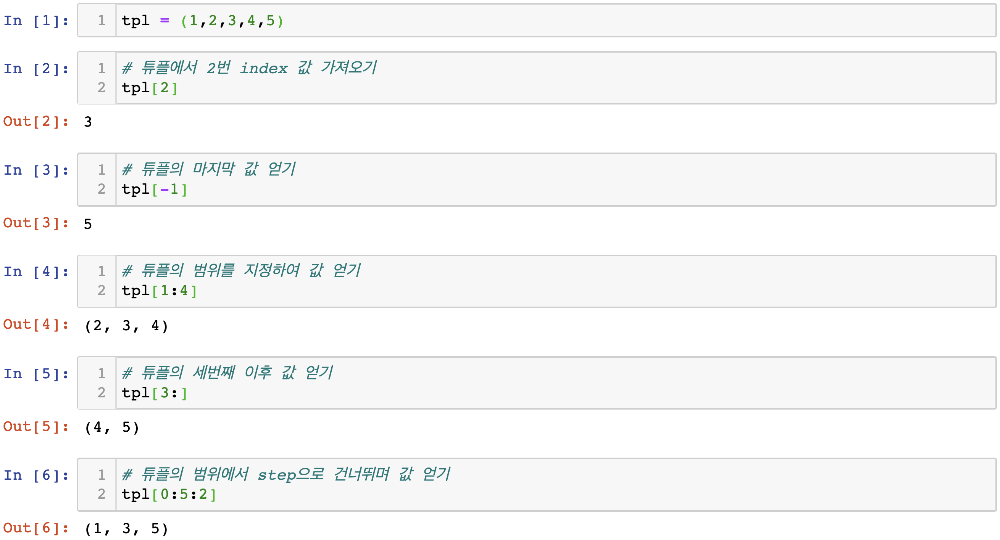 In [1]: 1 tpl = (1,2,3,4,5)
In [2]: 1 # 튜플에서 2번 index 값 가져오기
2 tpl[2]
Out[2]: 3
In [3]: 1 # 튜플의 마지막 값 얻기
2 tpl[-1]
Out[3]: 5
In [4]: 1 # 튜플의 범위를 지정하여 값 얻기
2 tpl[1:4]
Out[4]: (2, 3, 4)
In [5]: 1 # 튜플의 세번째 이후 값 얻기
2 tpl[3:]
Out[5]: (4, 5)
In [6]: 1 # 튜플의 범위에서 step으로 건너뛰며 값 얻기
2 tpl[0:5:2]
Out[6]: (1, 3, 5)